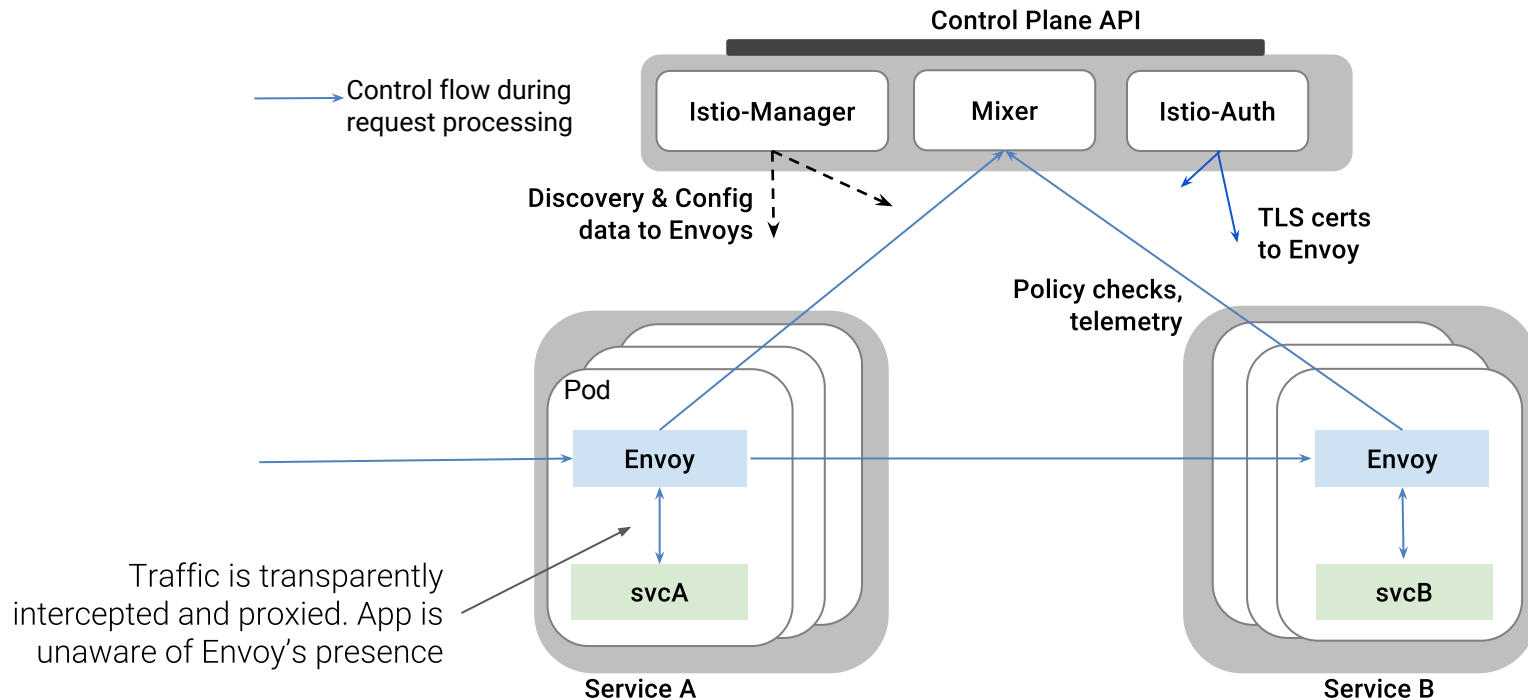 Control Plane API
Control flow during
request processing
Istio-Manager
Mixer
Istio-Auth
Discovery & Config
data to Envoys
TLS certs
to Envoy
Policy checks,
telemetry
Pod
Envoy
Envoy
Traffic is transparently
intercepted and proxied. App is
unaware of Envoy’s presence
svcA
svcB
Service A
Service B